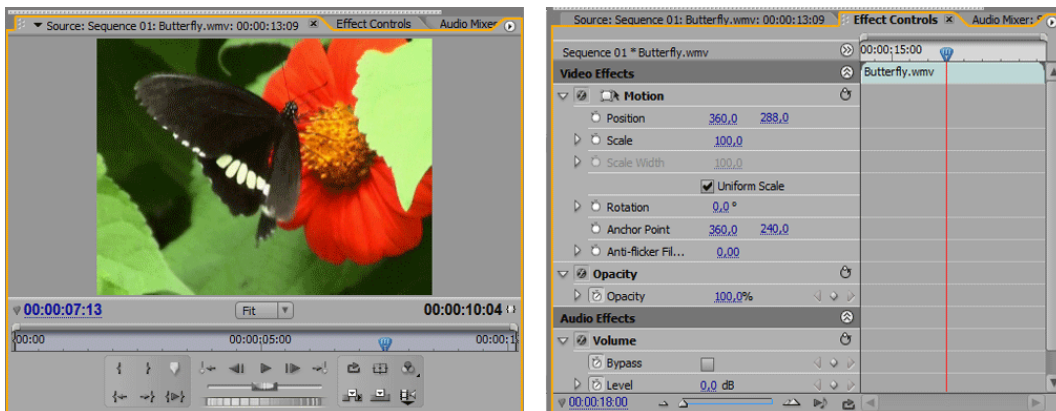 Source: Sequence 01: Butterfly.wmv: 00:00:13:09
Effect Controls
Audio Mixer
00:00:07:13
Fit
00:00:10:04
00:00
00:00:05:00
00:00:1
Source: Sequence 01: Butterfly.wmv: 00:00:13:09
Effect Controls
Audio Mixer:
Sequence 01 * Butterfly.wmv
00:00:15:00
Video Effects
Butterfly.wmv
Motion
Position 360,0 288,0
Scale 100,0
Scale Width 100,0
Uniform Scale
Rotation 0,0 °
Anchor Point 360,0 240,0
Anti-flicker Fil... 0,00
Opacity
Opacity 100,0%
Audio Effects
Volume
Bypass
Level 0,0 dB
00:00:18:00